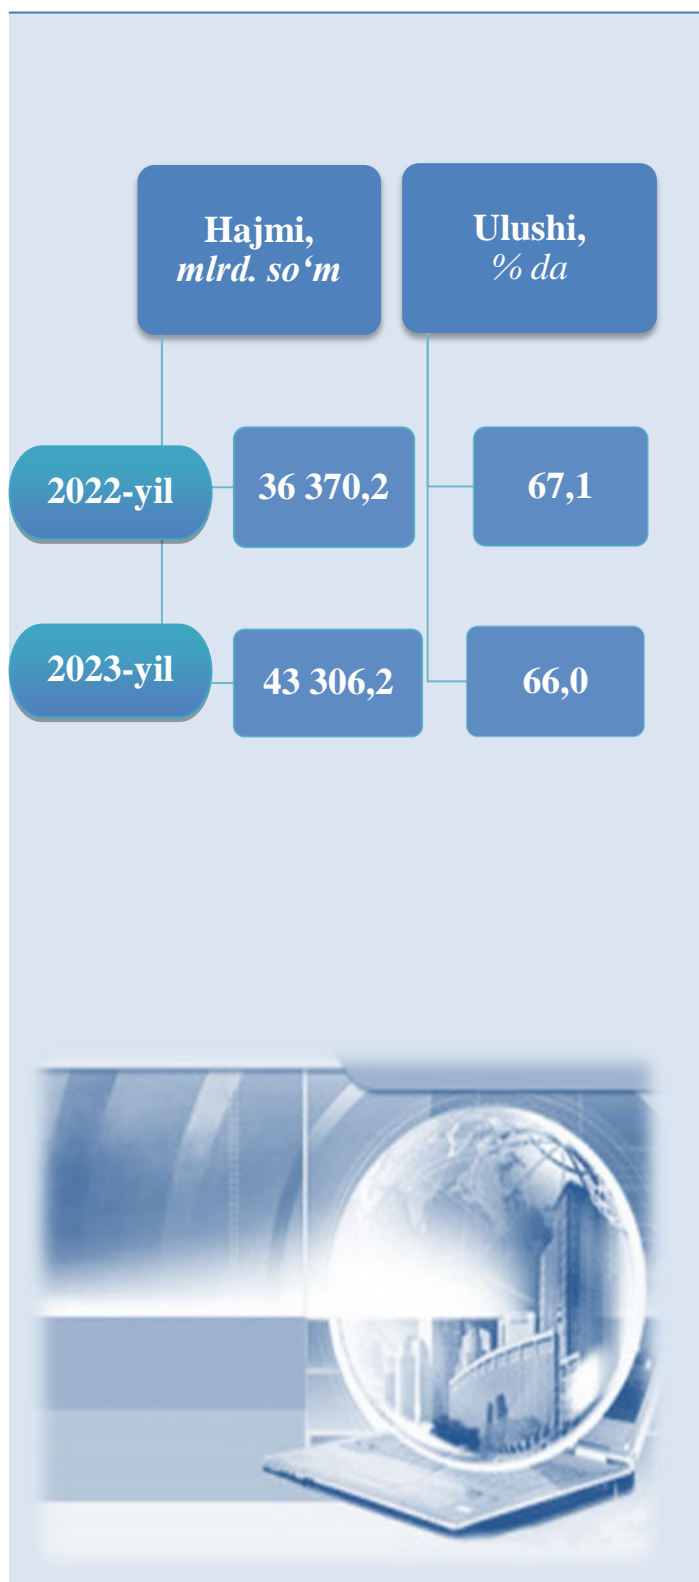 Hajmi,
mlrd. so‘m
Ulushi,
% da
2022-yil
36 370,2
67,1
2023-yil
43 306,2
66,0